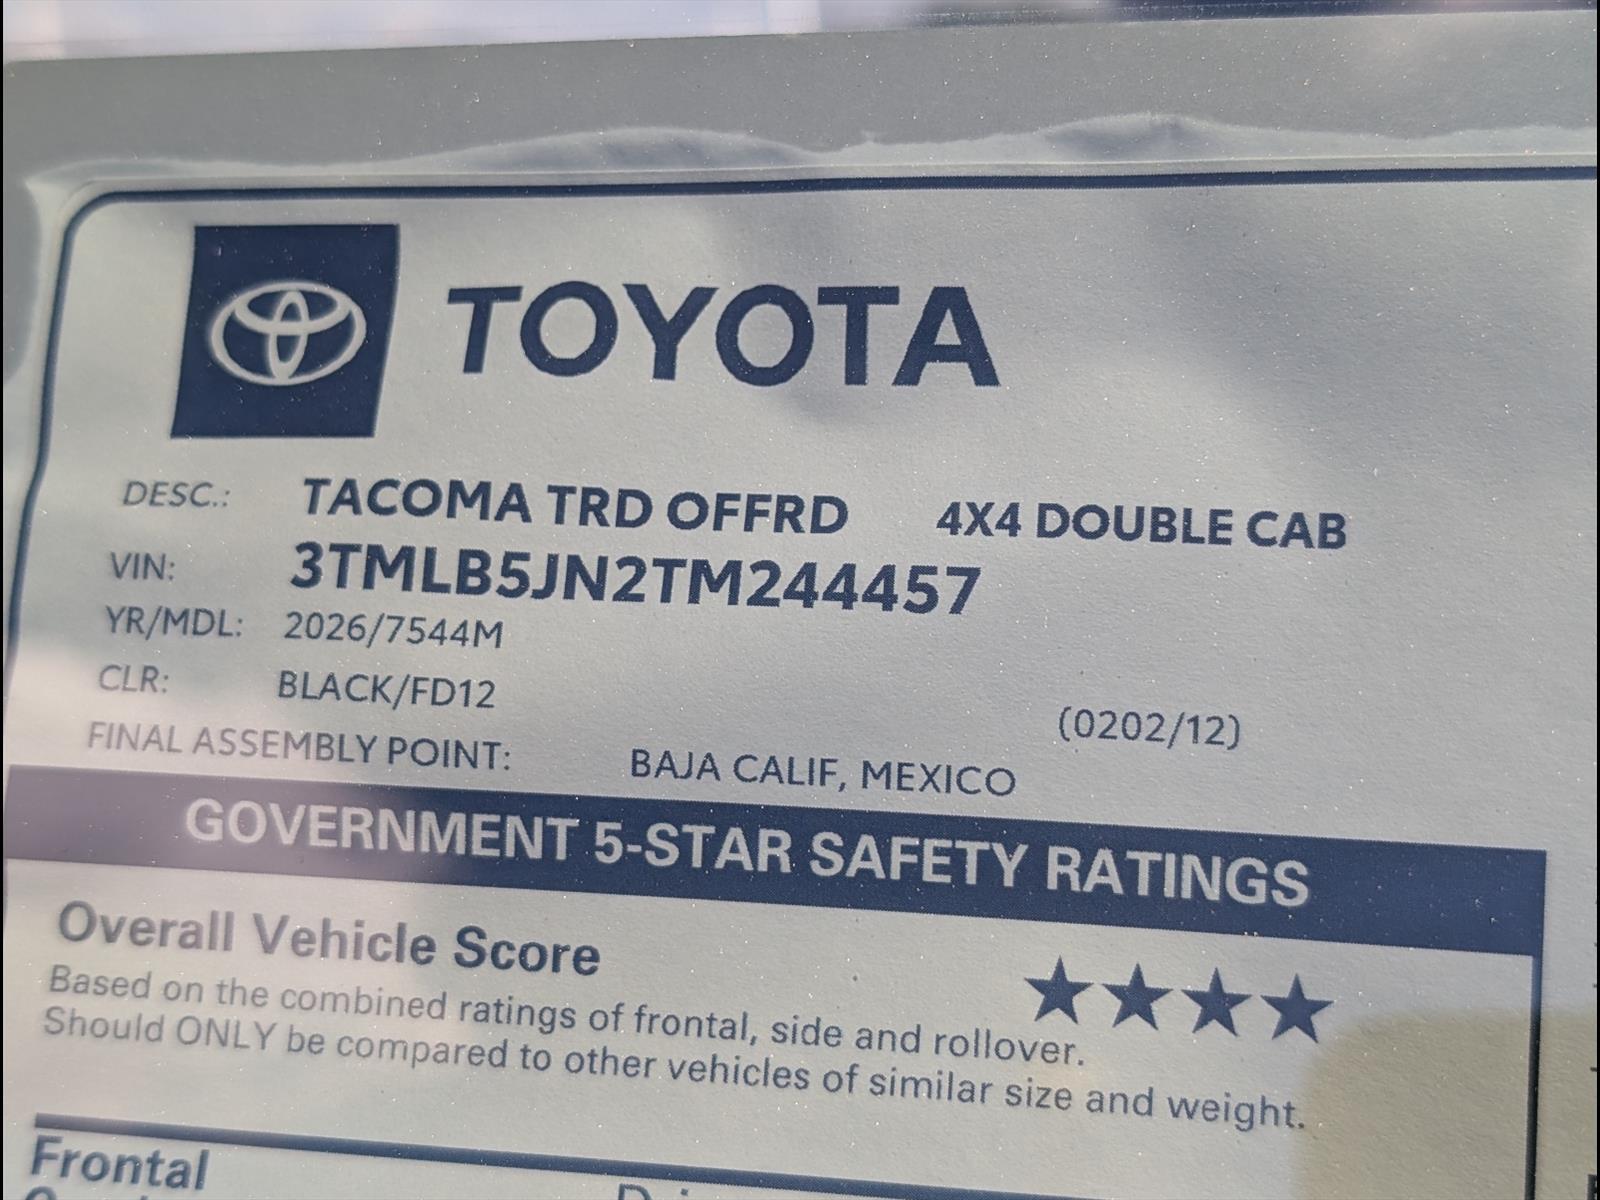 TOYOTA
DESC.: TACOMA TRD OFFRD 4X4 DOUBLE CAB
VIN: 3TMLB5JN2TM244457
YR/MDL: 2026/7544M
CLR: BLACK/FD12
(0202/12)
FINAL ASSEMBLY POINT: BAJA CALIF, MEXICO
GOVERNMENT 5-STAR SAFETY RATINGS
Overall Vehicle Score ★★★★
Based on the combined ratings of frontal, side and rollover.
Should ONLY be compared to other vehicles of similar size and weight.
Frontal